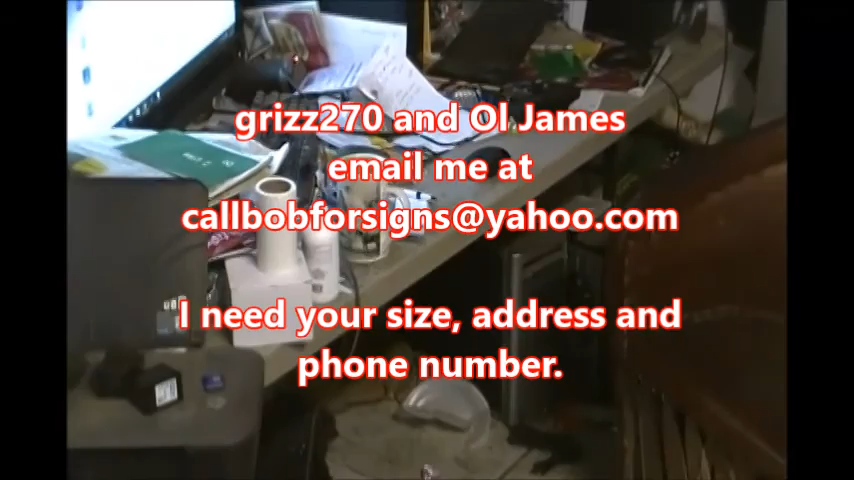 grizz270 and Ol James
email me at
callbobforsigns@yahoo.com
I need your size, address and
phone number.